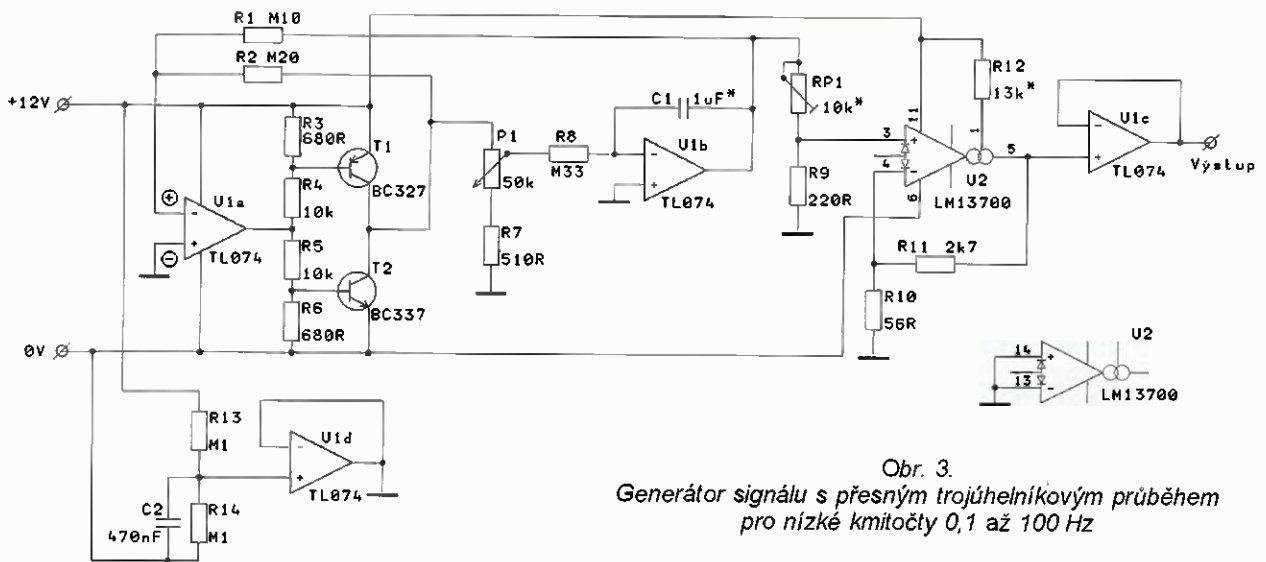 R1 M10
R2 M20
+12V
R3
680R
T1
R4
10k
BC327
⊕
U1a
−
+
⊖
TL074
R5
10k
T2
R6
680R
BC337
0V
P1
50k
R7
510R
R8
M33
C1
1uF*
U1b
−
+
TL074
RP1
10k*
R9
220R
3
4
+
−
11
6
1
5
R12
13k*
U2
LM13700
R11 2k7
R10
56R
U1c
−
+
TL074
Výstup
U2
14
13
+
−
LM13700
R13
M1
C2
470nF
R14
M1
U1d
−
+
TL074
Obr. 3.
Generátor signálu s přesným trojúhelníkovým průběhem
pro nízké kmitočty 0,1 až 100 Hz